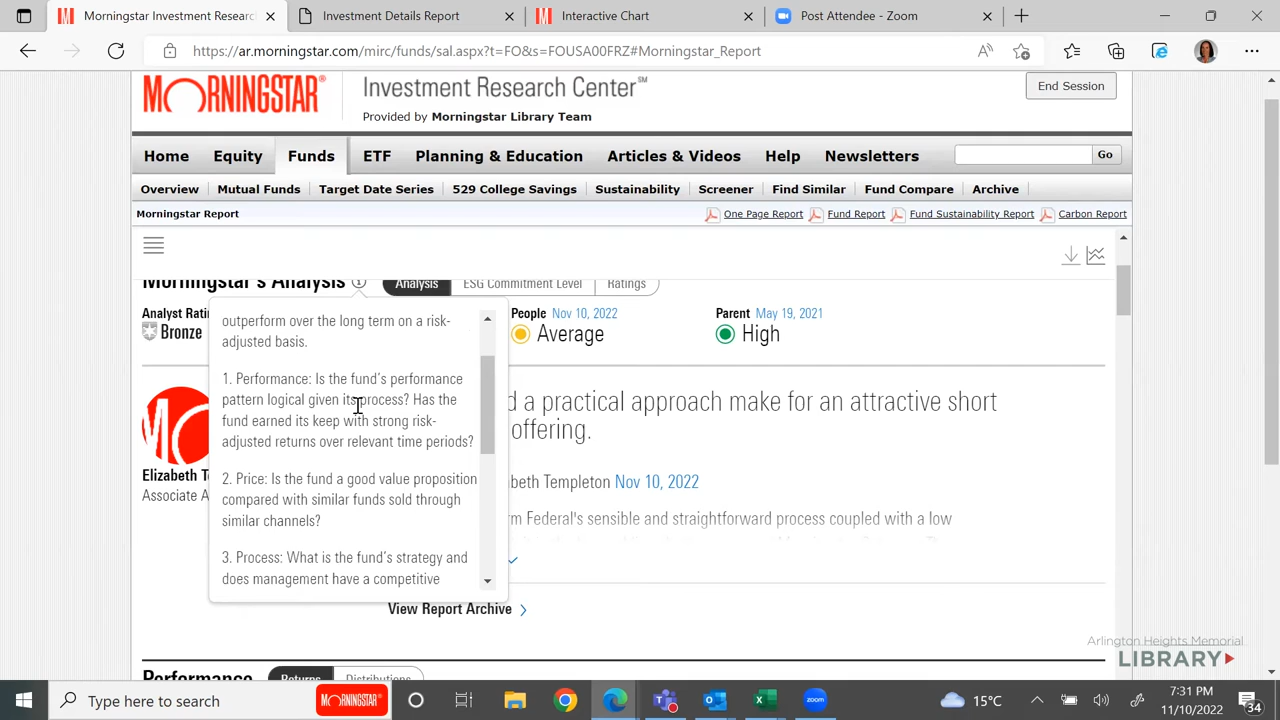 Morningstar Investment Resear
Investment Details Report
Interactive Chart
Post Attendee - Zoom
https://ar.morningstar.com/mirc/funds/sal.aspx?t=FO&s=FOUSA00FRZ#Morningstar_Report
MORNINGSTAR®
Investment Research Center℠
Provided by Morningstar Library Team
End Session
Home Equity Funds ETF Planning & Education Articles & Videos Help Newsletters Go
Overview Mutual Funds Target Date Series 529 College Savings Sustainability Screener Find Similar Fund Compare Archive
Morningstar Report
One Page Report Fund Report Fund Sustainability Report Carbon Report
Morningstar's Analysis Analysis ESG Commitment Level Ratings
Analyst Rati
Bronze
People Nov 10, 2022
Average
Parent May 19, 2021
High
outperform over the long term on a risk-
adjusted basis.
1. Performance: Is the fund's performance
pattern logical given its process? Has the
fund earned its keep with strong risk-
adjusted returns over relevant time periods?
2. Price: Is the fund a good value proposition
compared with similar funds sold through
similar channels?
3. Process: What is the fund's strategy and
does management have a competitive
d a practical approach make for an attractive short
offering.
Elizabeth T
Associate A
beth Templeton Nov 10, 2022
m Federal's sensible and straightforward process coupled with a low
View Report Archive
Performance Returns Distributions
Arlington Heights Memorial
LIBRARY
Type here to search
MORNINGSTAR
zoom
15°C
7:31 PM
11/10/2022
34